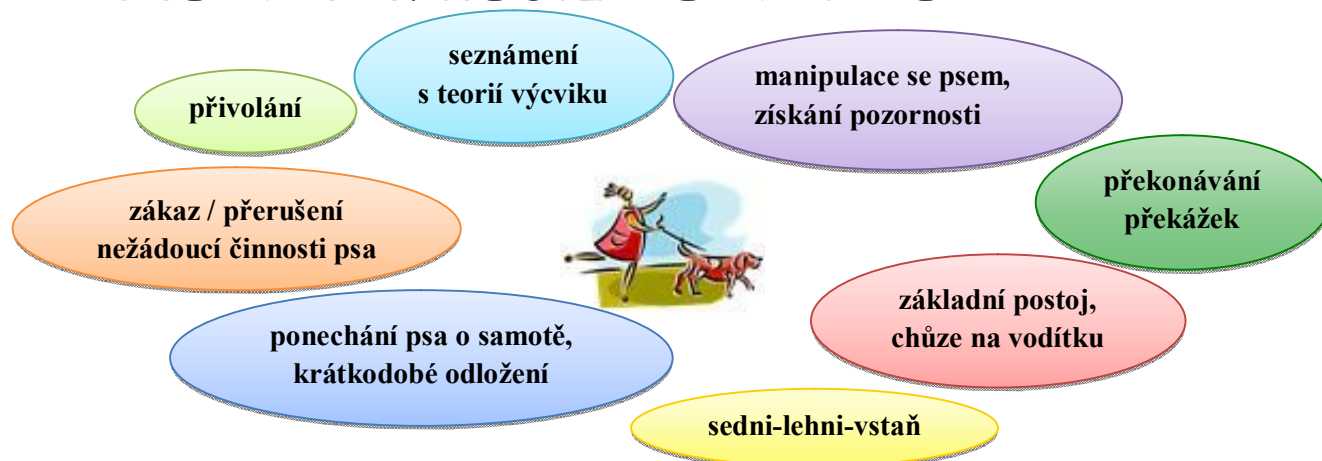 seznámení
s teorií výcviku
manipulace se psem,
získání pozornosti
přivolání
překonávání
překážek
zákaz / přerušení
nežádoucí činnosti psa
základní postoj,
chůze na vodítku
ponechání psa o samotě,
krátkodobé odložení
sedni-lehni-vstaň